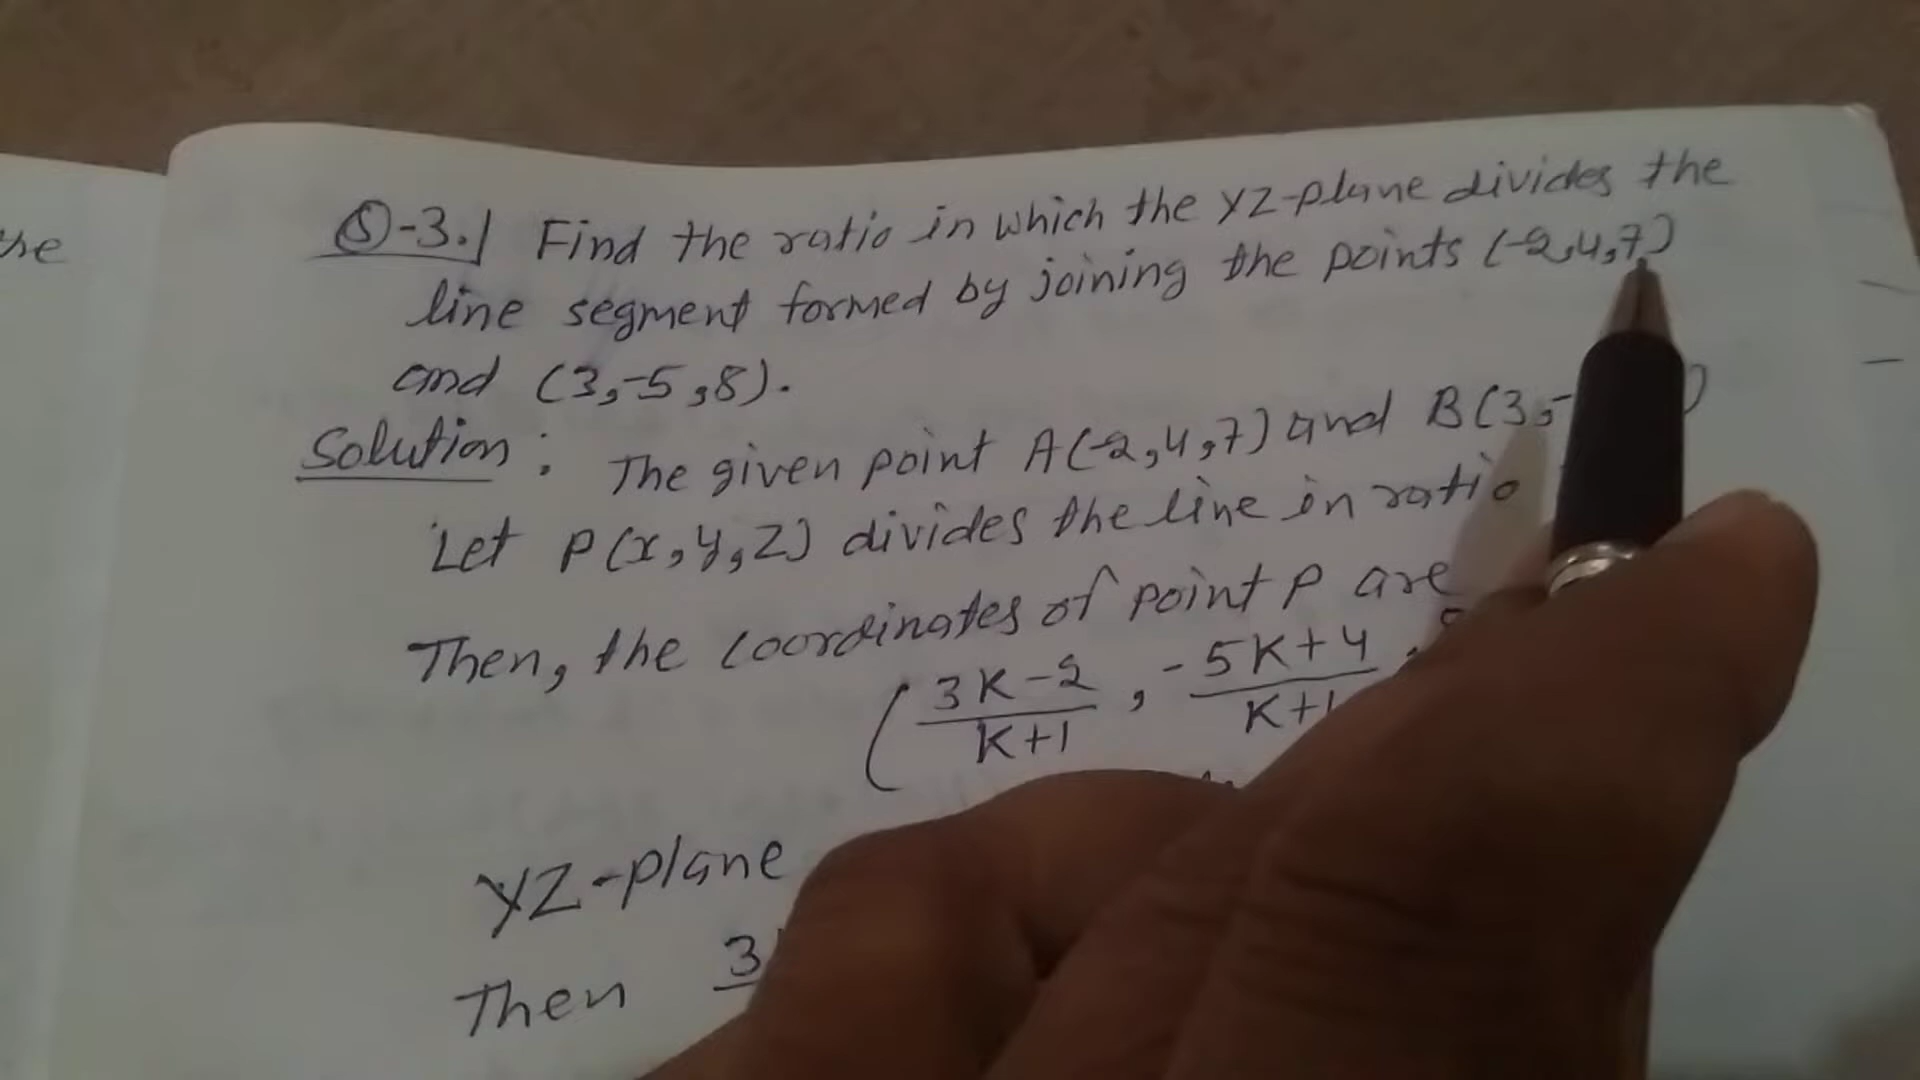 se
Q-3. Find the ratio in which the YZ-plane divides the
line segment formed by joining the points (-2,4,7)
and (3,-5,8).
Solution: The given point A(-2,4,7) and B(3,-
Let P(x,y,z) divides the line in ratio
Then, the coordinates of point P are
(3K-2/K+1, -5K+4/K+1,
YZ-plane
Then 3